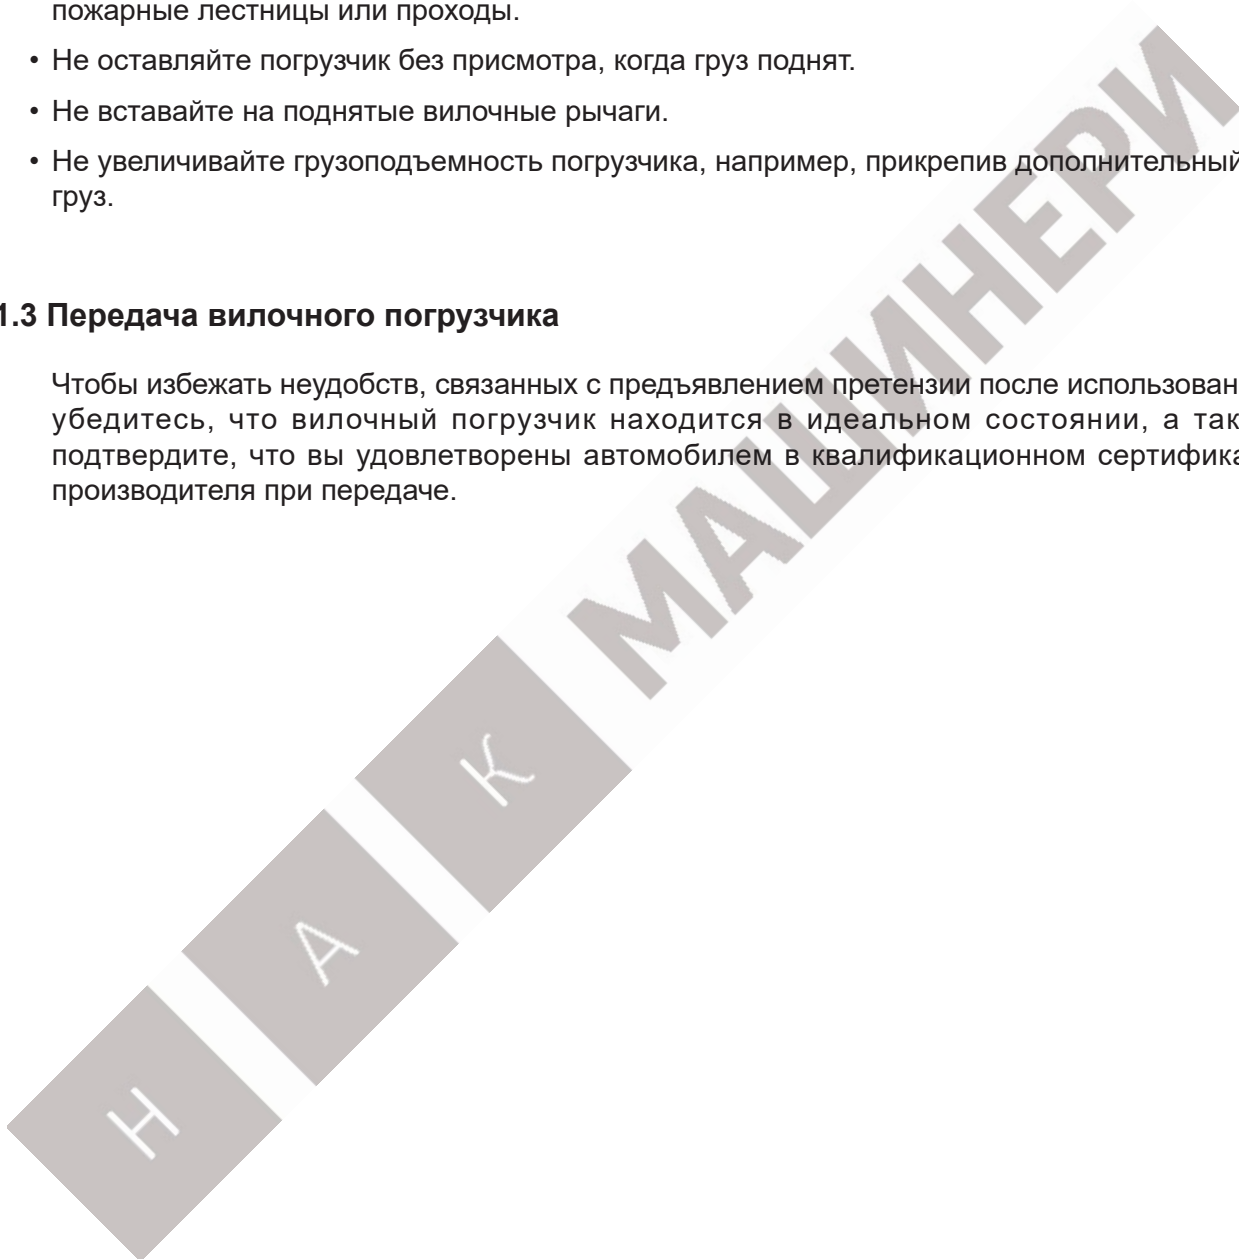 пожарные лестницы или проходы.
• Не оставляйте погрузчик без присмотра, когда груз поднят.
• Не вставайте на поднятые вилочные рычаги.
• Не увеличивайте грузоподъемность погрузчика, например, прикрепив дополнительный
груз.
1.3 Передача вилочного погрузчика
Чтобы избежать неудобств, связанных с предъявлением претензии после использован
убедитесь, что вилочный погрузчик находится в идеальном состоянии, а так
подтвердите, что вы удовлетворены автомобилем в квалификационном сертифика
производителя при передаче.
Н А К МАШИНЕРИ